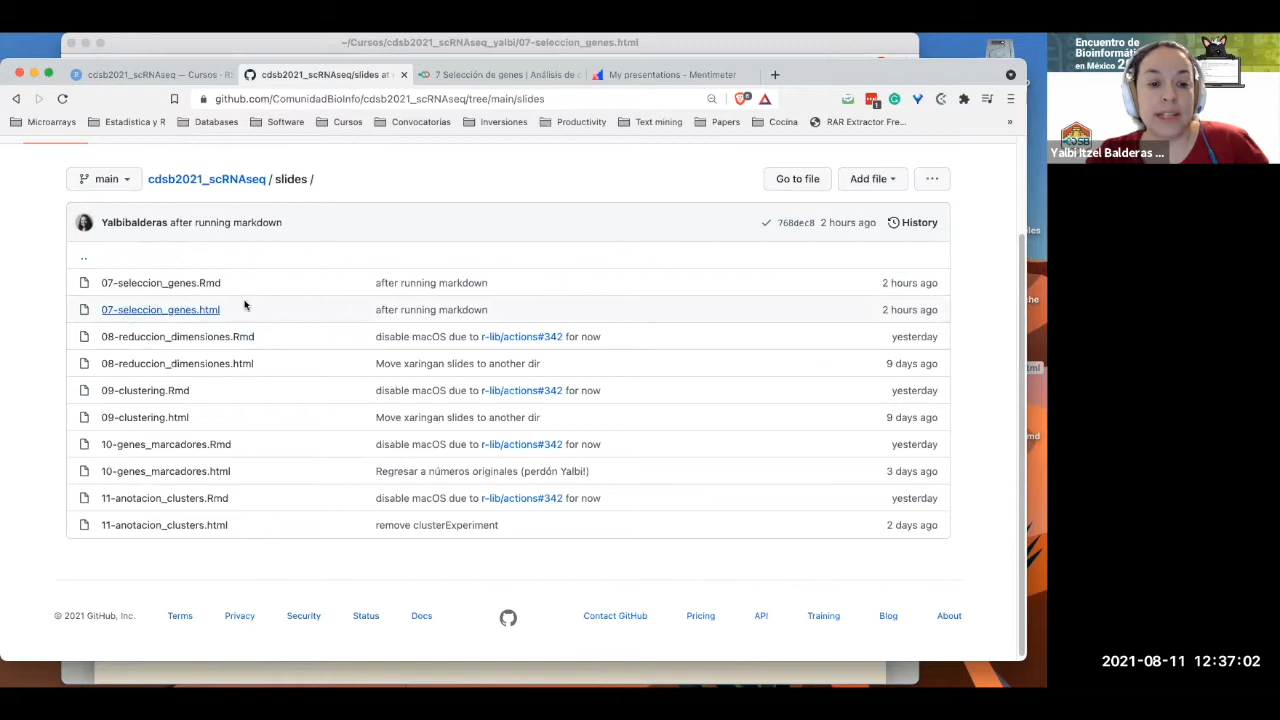 ~/Cursos/cdsb2021_scRNAseq_yalbi/07-seleccion_genes.html
cdsb2021_scRNAseq — Cursos - R
cdsb2021_scRNAseq/slides at
7 Selección de genes | Análisis de
My presentations - Mentimeter
github.com/ComunidadBioInfo/cdsb2021_scRNAseq/tree/main/slides
Microarrays
Estadistica y R
Databases
Software
Cursos
Convocatorias
Inversiones
Productivity
Text mining
Papers
Cocina
RAR Extractor Fre...
main
cdsb2021_scRNAseq / slides /
Go to file
Add file
Yalbibalderas after running markdown
768dec8 2 hours ago
History
..
07-seleccion_genes.Rmd after running markdown 2 hours ago
07-seleccion_genes.html after running markdown 2 hours ago
08-reduccion_dimensiones.Rmd disable macOS due to r-lib/actions#342 for now yesterday
08-reduccion_dimensiones.html Move xaringan slides to another dir 9 days ago
09-clustering.Rmd disable macOS due to r-lib/actions#342 for now yesterday
09-clustering.html Move xaringan slides to another dir 9 days ago
10-genes_marcadores.Rmd disable macOS due to r-lib/actions#342 for now yesterday
10-genes_marcadores.html Regresar a números originales (perdón Yalbi!) 3 days ago
11-anotacion_clusters.Rmd disable macOS due to r-lib/actions#342 for now yesterday
11-anotacion_clusters.html remove clusterExperiment 2 days ago
© 2021 GitHub, Inc.
Terms
Privacy
Security
Status
Docs
Contact GitHub
Pricing
API
Training
Blog
About
Encuentro de
Bioinformáti
en México 2
Yalbi Itzel Balderas ...
2021-08-11 12:37:02